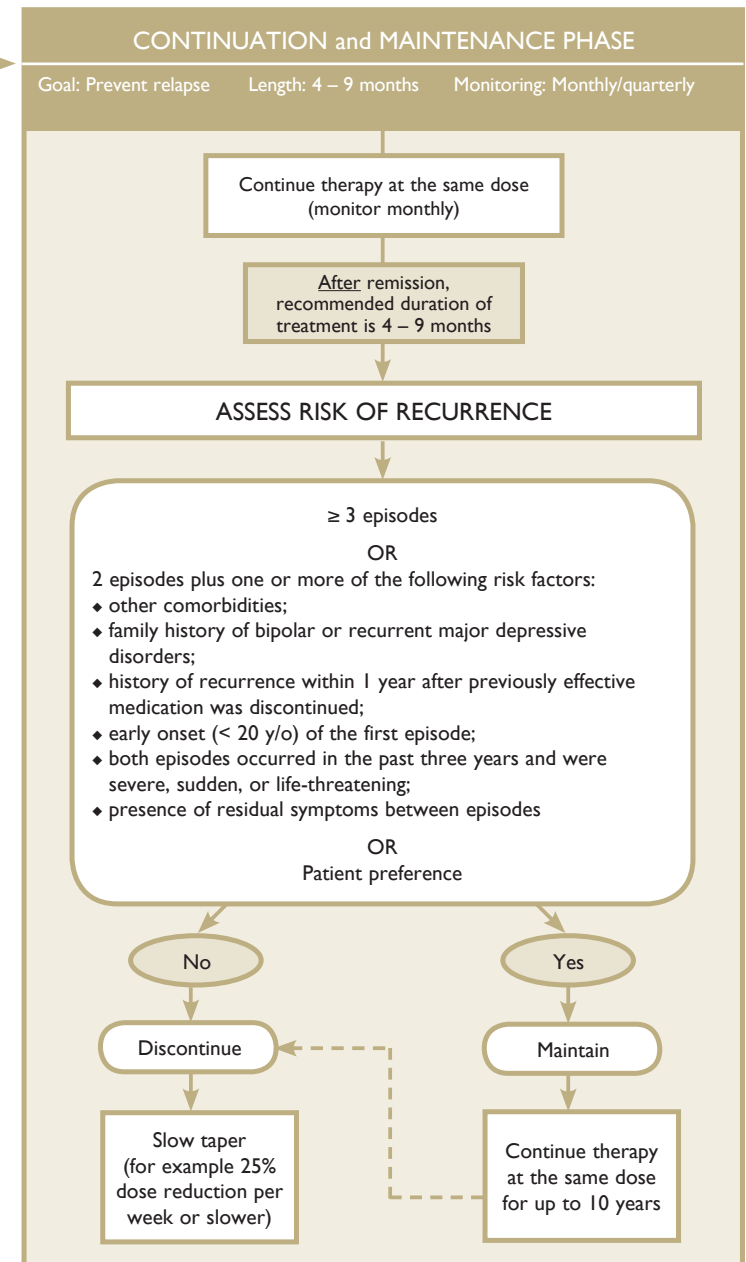 CONTINUATION and MAINTENANCE PHASE
Goal: Prevent relapse Length: 4 – 9 months Monitoring: Monthly/quarterly
Continue therapy at the same dose
(monitor monthly)
After remission,
recommended duration of
treatment is 4 – 9 months
ASSESS RISK OF RECURRENCE
≥ 3 episodes
OR
2 episodes plus one or more of the following risk factors:
◆ other comorbidities;
◆ family history of bipolar or recurrent major depressive
disorders;
◆ history of recurrence within 1 year after previously effective
medication was discontinued;
◆ early onset (< 20 y/o) of the first episode;
◆ both episodes occurred in the past three years and were
severe, sudden, or life-threatening;
◆ presence of residual symptoms between episodes
OR
Patient preference
No
Yes
Discontinue
Maintain
Slow taper
(for example 25%
dose reduction per
week or slower)
Continue therapy
at the same dose
for up to 10 years